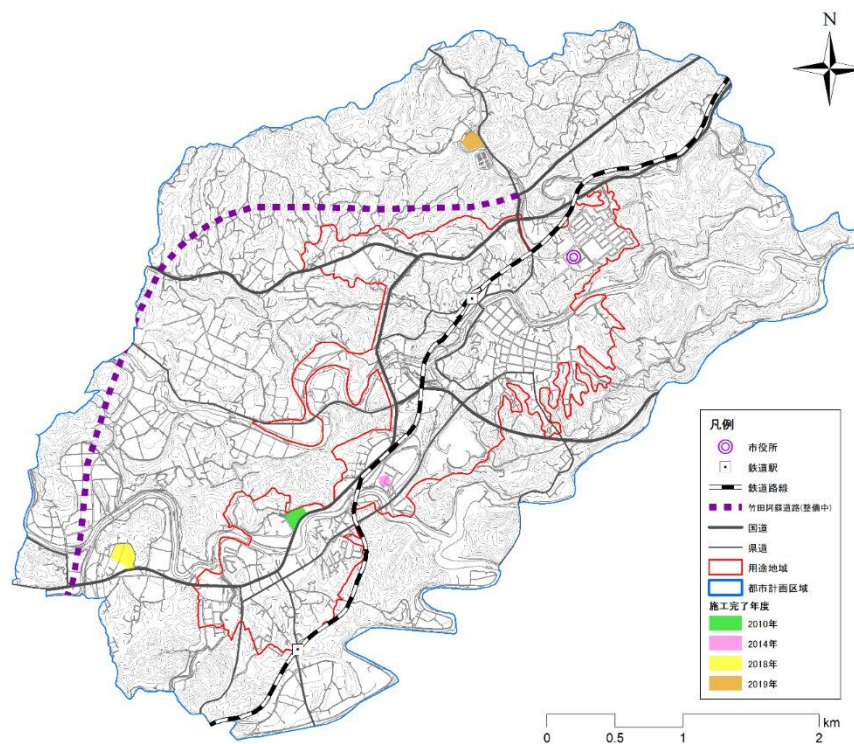 N
凡例
市役所
鉄道駅
鉄道路線
竹田阿蘇道路(整備中)
国道
県道
用途地域
都市計画区域
施工完了年度
2010年
2014年
2018年
2019年
km
0 0.5 1 2